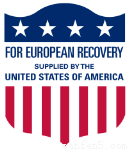 FOR EUROPEAN RECOVERY
SUPPLIED BY THE
UNITED STATES OF AMERICA